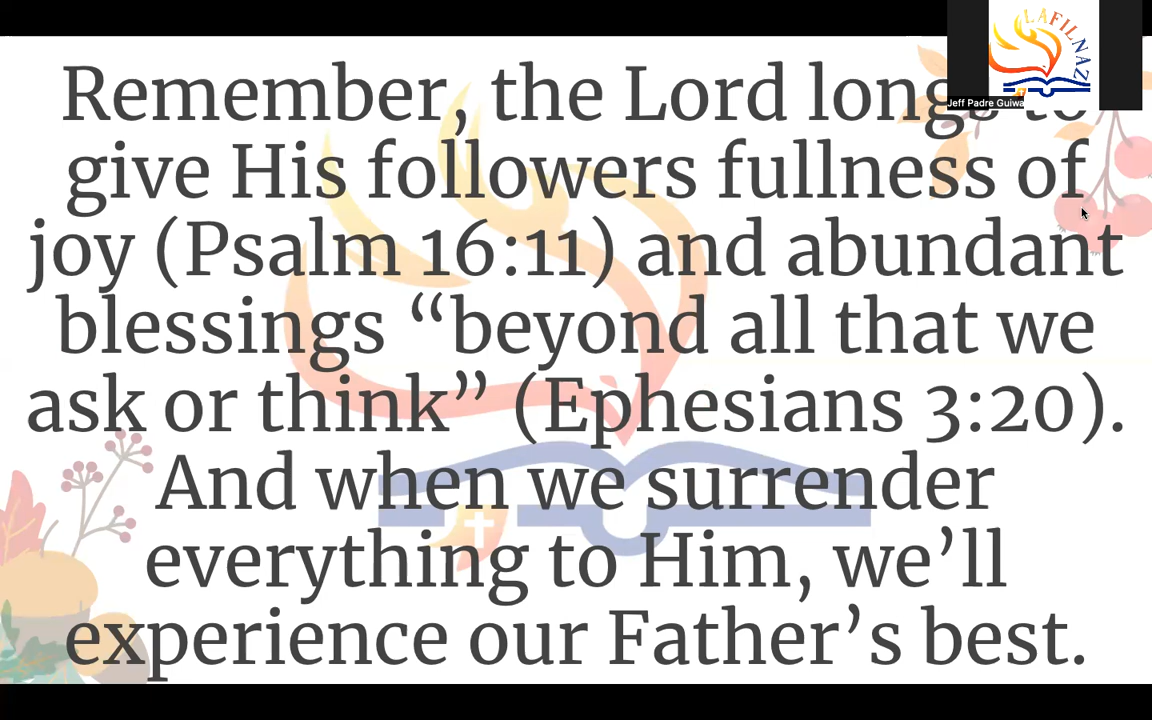 Remember, the Lord longs to
give His followers fullness of
joy (Psalm 16:11) and abundant
blessings “beyond all that we
ask or think” (Ephesians 3:20).
And when we surrender
everything to Him, we’ll
experience our Father’s best.
LAFILNAZ
Jeff Padre Guiwa